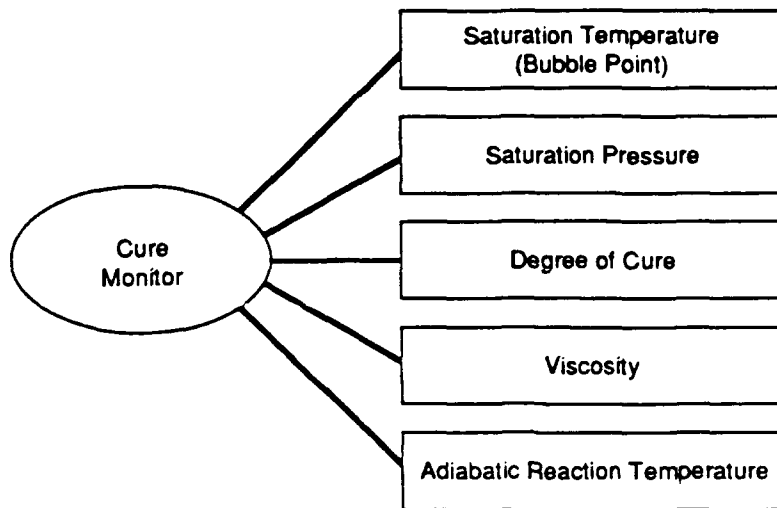 Saturation Temperature
(Bubble Point)
Saturation Pressure
Cure
Monitor
Degree of Cure
Viscosity
Adiabatic Reaction Temperature